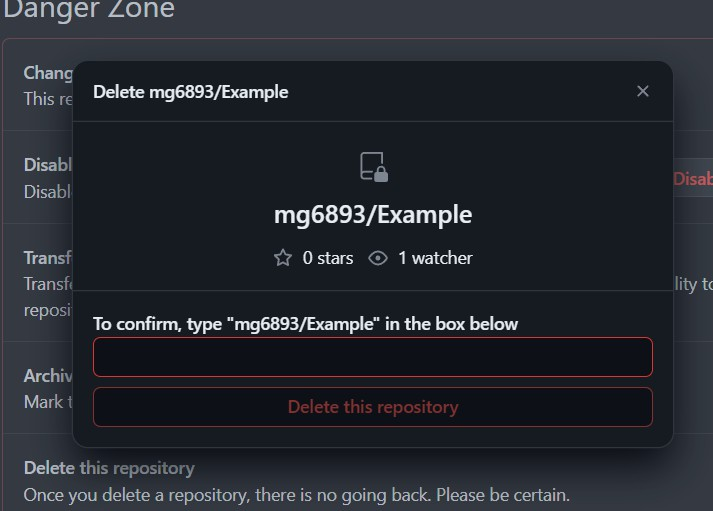 Danger Zone
Delete mg6893/Example
mg6893/Example
0 stars 1 watcher
To confirm, type "mg6893/Example" in the box below
Delete this repository
Delete this repository
Once you delete a repository, there is no going back. Please be certain.